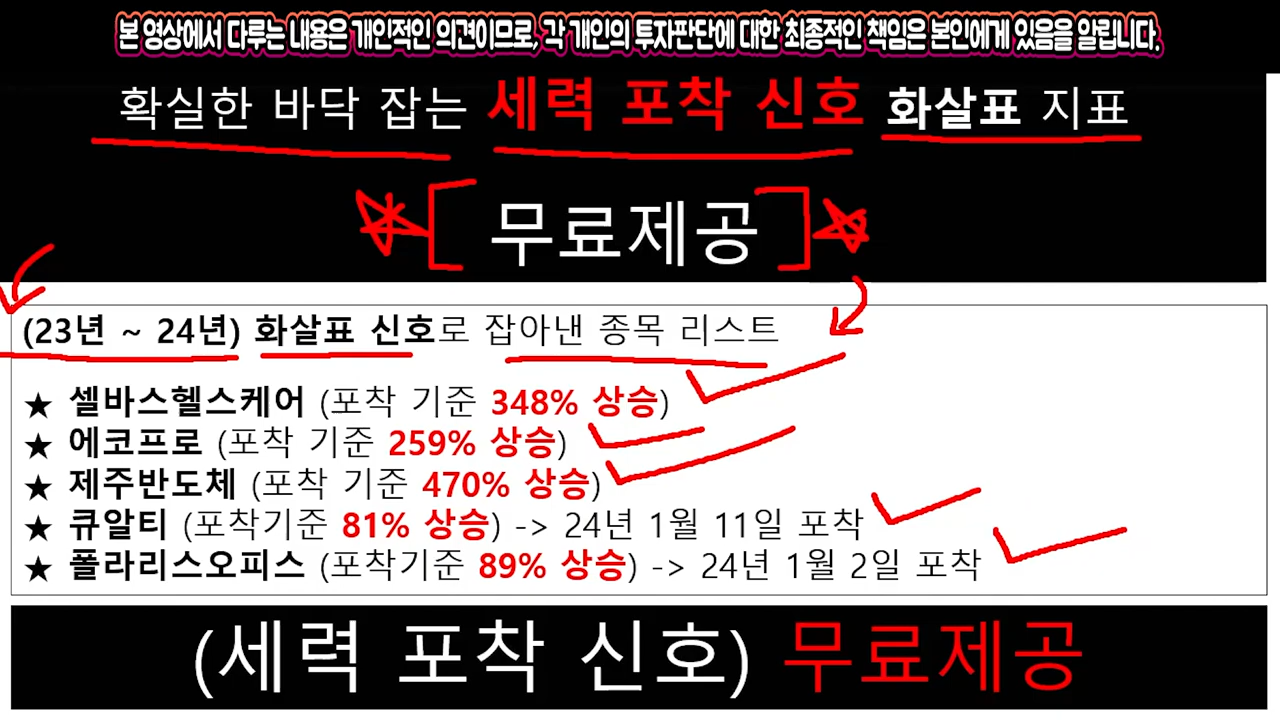 본 영상에서 다루는 내용은 개인적인 의견이므로, 각 개인의 투자판단에 대한 최종적인 책임은 본인에게 있음을 알립니다.
확실한 바닥 잡는 세력 포착 신호 화살표 지표
무료제공
(23년 ~ 24년) 화살표 신호로 잡아낸 종목 리스트
★ 셀바스헬스케어 (포착 기준 348% 상승)
★ 에코프로 (포착 기준 259% 상승)
★ 제주반도체 (포착 기준 470% 상승)
★ 큐알티 (포착기준 81% 상승) -> 24년 1월 11일 포착
★ 폴라리스오피스 (포착기준 89% 상승) -> 24년 1월 2일 포착
(세력 포착 신호) 무료제공